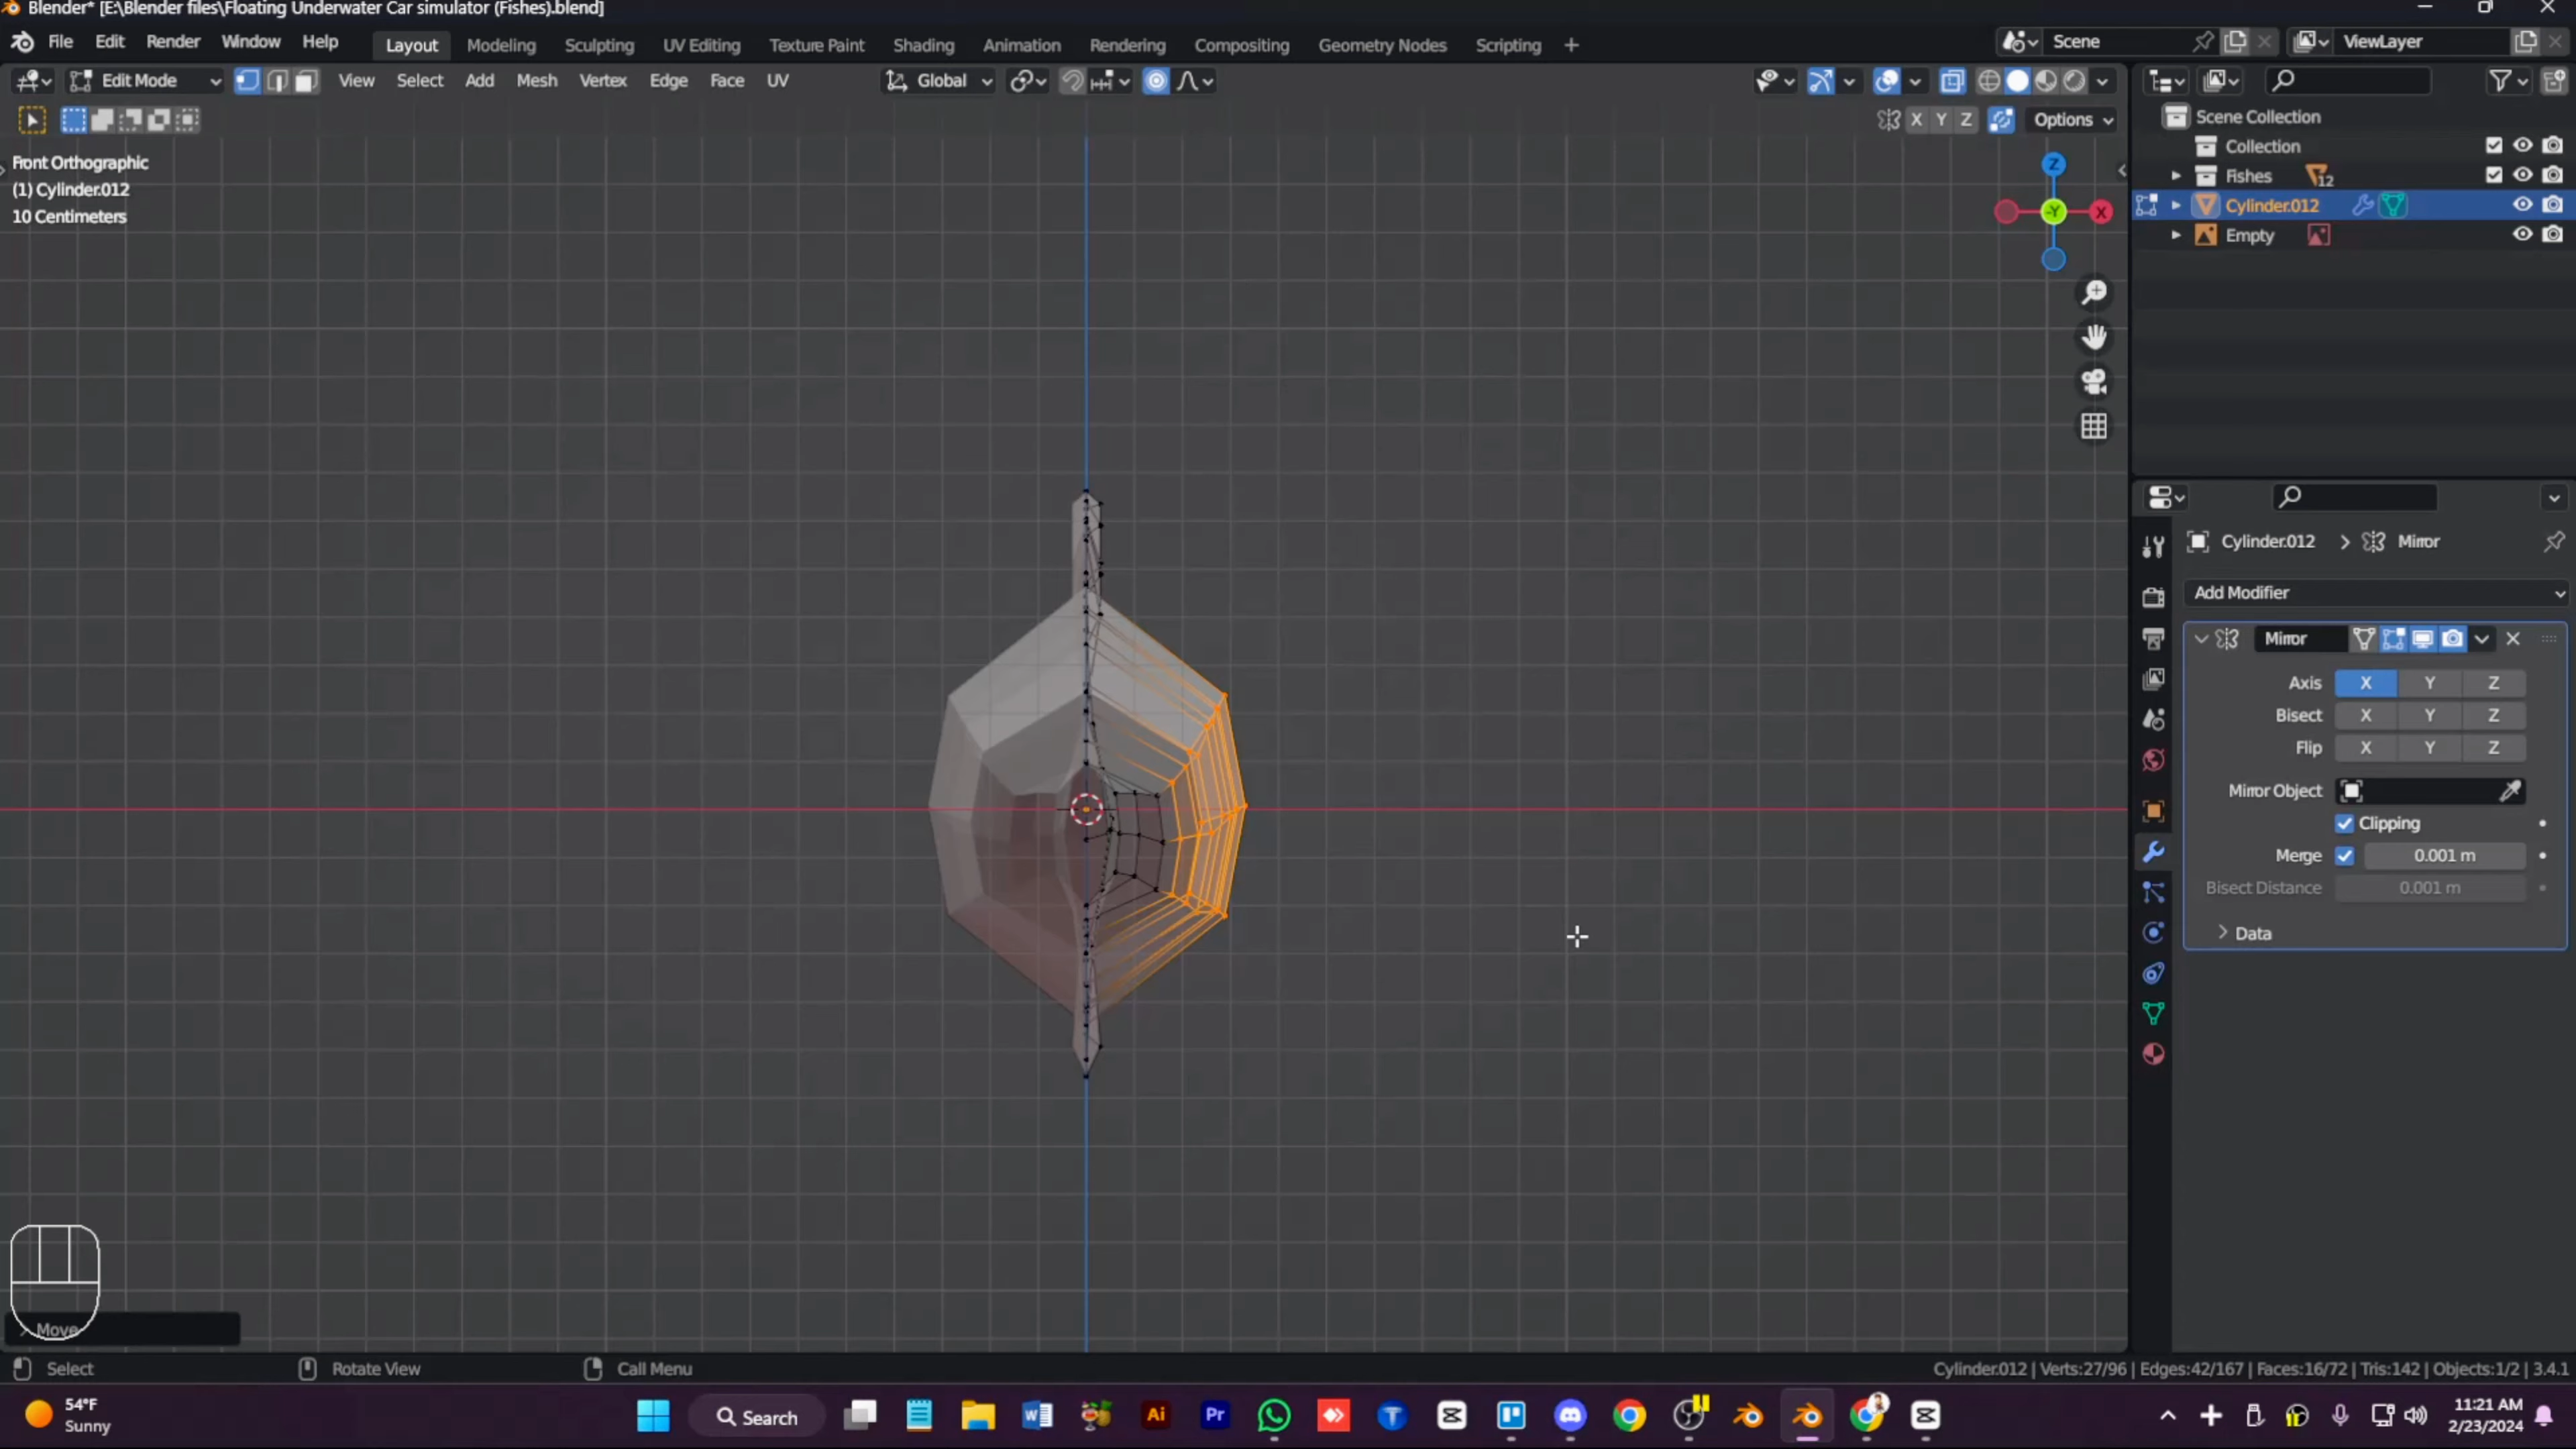 Blender* [E:\Blender files\Floating Underwater Car simulator (Fishes).blend]
File Edit Render Window Help Layout Modeling Sculpting UV Editing Texture Paint Shading Animation Rendering Compositing Geometry Nodes Scripting + Scene ViewLayer
Edit Mode View Select Add Mesh Vertex Edge Face UV Global
X Y Z Options
Front Orthographic
(1) Cylinder.012
10 Centimeters
Z
-Y X
Scene Collection
Collection
Fishes 12
Cylinder.012
Empty
Cylinder.012 > Mirror
Add Modifier
Mirror
Axis X Y Z
Bisect X Y Z
Flip X Y Z
Mirror Object
Clipping
Merge 0.001 m
Bisect Distance 0.001 m
Data
Move
Select Rotate View Call Menu Cylinder.012 | Verts:27/96 | Edges:42/167 | Faces:16/72 | Tris:142 | Objects:1/2 | 3.4.1
54°F
Sunny
Search
Ai
Pr
11:21 AM
2/23/2024